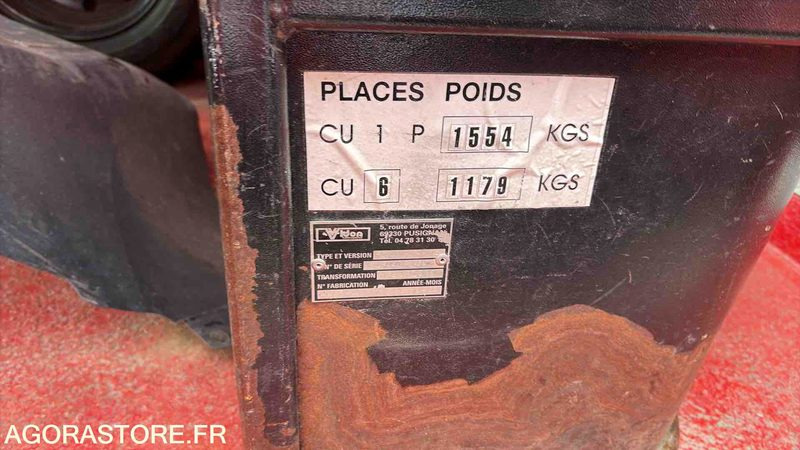 PLACES POIDS
CU 1 P 1554 KGS
CU 6 1179 KGS
5, route de Jonage
69330 PUSIGNAN
Tél. 04 78 31 30
TYPE ET VERSION
N° DE SÉRIE
TRANSFORMATION
N° FABRICATION ANNÉE-MOIS
AGORASTORE.FR